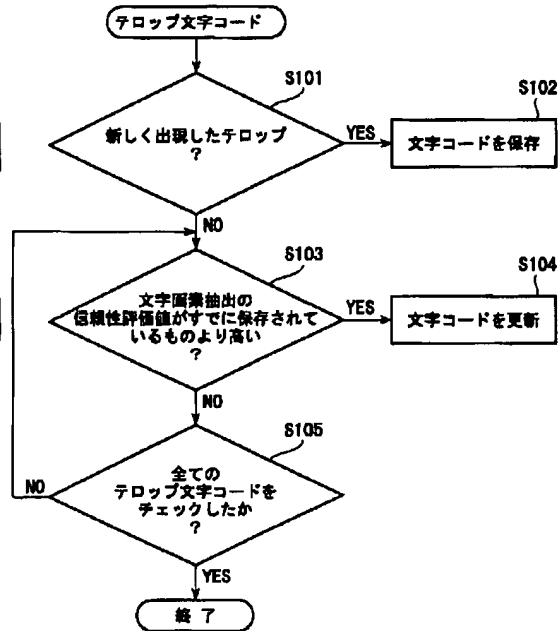 テロップ文字コード
S101
新しく出現したテロップ
?
YES
S102
文字コードを保存
NO
S103
文字画素抽出の
信頼性評価値がすでに保存されて
いるものより高い
?
YES
S104
文字コードを更新
NO
S105
全ての
テロップ文字コードを
チェックしたか
?
NO
YES
終了